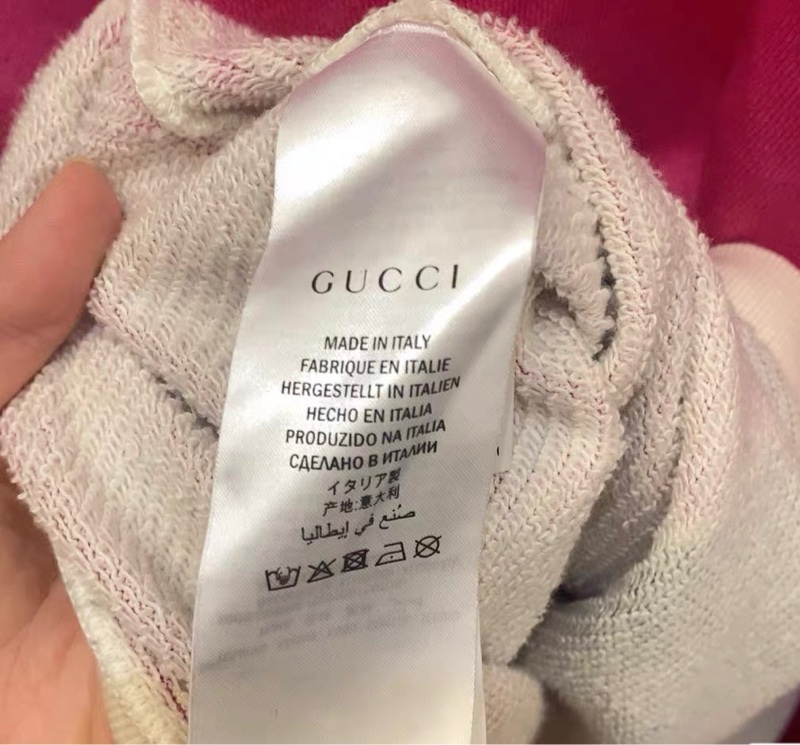 GUCCI
MADE IN ITALY
FABRIQUE EN ITALIE
HERGESTELLT IN ITALIEN
HECHO EN ITALIA
PRODUZIDO NA ITALIA
СДЕЛАНО В ИТАЛИИ
イタリア製
产地:意大利
صُنع في إيطاليا